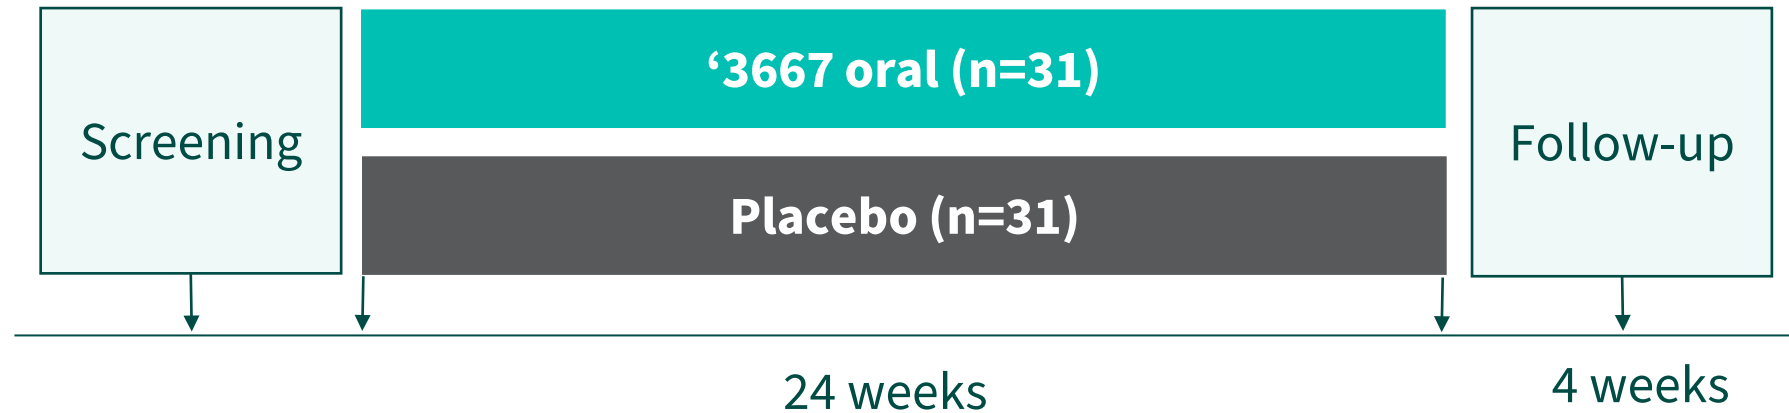 Screening
‘3667 oral (n=31)
Placebo (n=31)
Follow-up
24 weeks
4 weeks